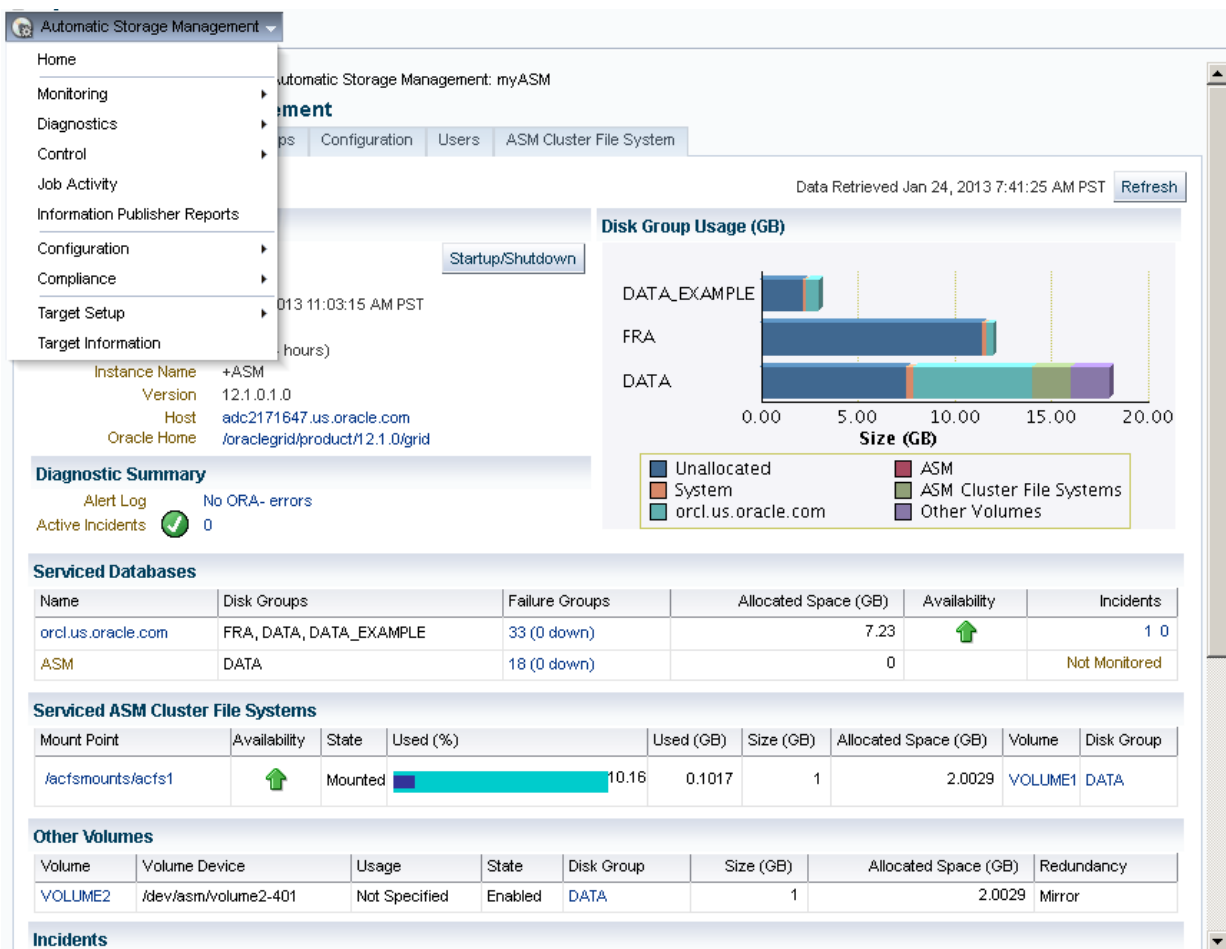 Automatic Storage Management
Home
Monitoring
Diagnostics
Control
Job Activity
Information Publisher Reports
Configuration
Compliance
Target Setup
Target Information
Automatic Storage Management: myASM
Configuration Users ASM Cluster File System
Data Retrieved Jan 24, 2013 7:41:25 AM PST Refresh
Startup/Shutdown
2013 11:03:15 AM PST
hours)
Instance Name +ASM
Version 12.1.0.1.0
Host adc2171647.us.oracle.com
Oracle Home /oraclegrid/product/12.1.0/grid
Diagnostic Summary
Alert Log No ORA- errors
Active Incidents 0
Disk Group Usage (GB)
DATA_EXAMPLE
FRA
DATA
0.00 5.00 10.00 15.00 20.00
Size (GB)
Unallocated ASM
System ASM Cluster File Systems
orcl.us.oracle.com Other Volumes
Serviced Databases
Name Disk Groups Failure Groups Allocated Space (GB) Availability Incidents
orcl.us.oracle.com FRA, DATA, DATA_EXAMPLE 33 (0 down) 7.23 1 0
ASM DATA 18 (0 down) 0 Not Monitored
Serviced ASM Cluster File Systems
Mount Point Availability State Used (%) Used (GB) Size (GB) Allocated Space (GB) Volume Disk Group
/acfsmounts/acfs1 Mounted 10.16 0.1017 1 2.0029 VOLUME1 DATA
Other Volumes
Volume Volume Device Usage State Disk Group Size (GB) Allocated Space (GB) Redundancy
VOLUME2 /dev/asm/volume2-401 Not Specified Enabled DATA 1 2.0029 Mirror
Incidents